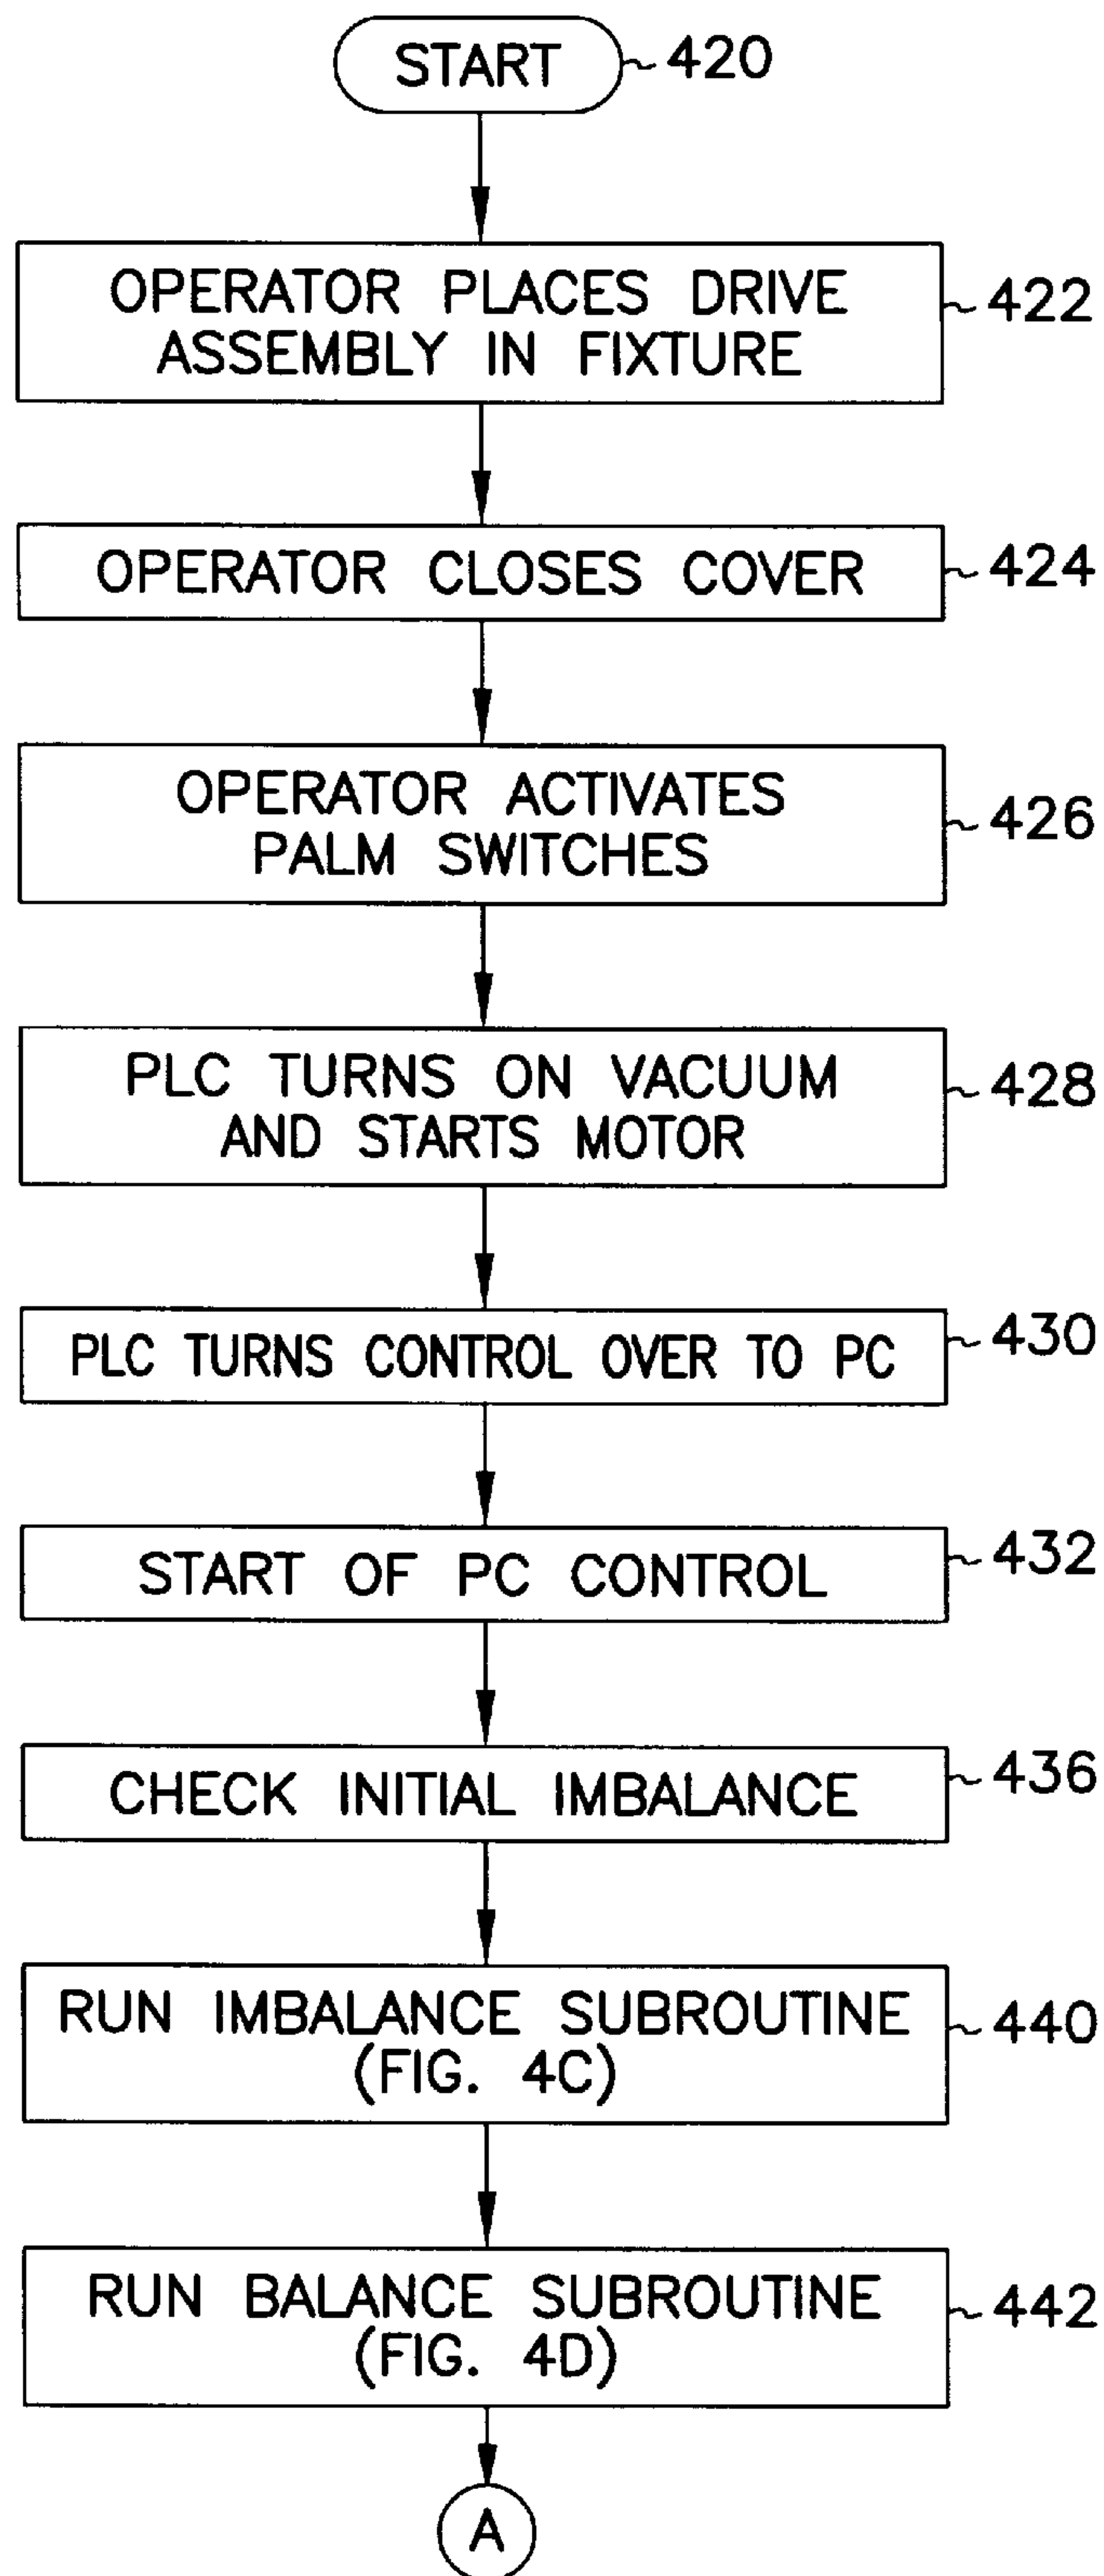 START 420
OPERATOR PLACES DRIVE
ASSEMBLY IN FIXTURE 422
OPERATOR CLOSES COVER 424
OPERATOR ACTIVATES
PALM SWITCHES 426
PLC TURNS ON VACUUM
AND STARTS MOTOR 428
PLC TURNS CONTROL OVER TO PC 430
START OF PC CONTROL 432
CHECK INITIAL IMBALANCE 436
RUN IMBALANCE SUBROUTINE
(FIG. 4C) 440
RUN BALANCE SUBROUTINE
(FIG. 4D) 442
A